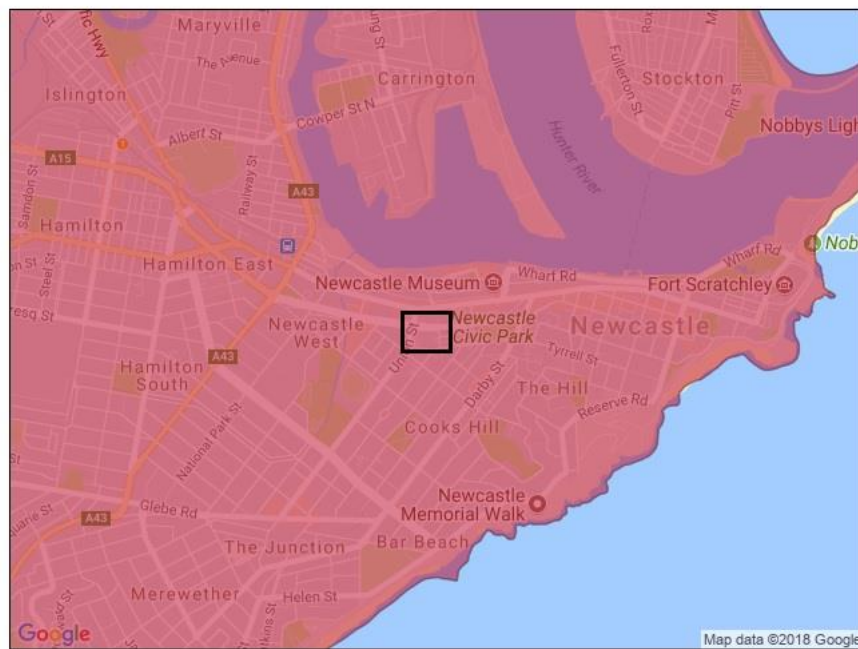 fic Hwy
Maryville
The Avenue
Islington
Carrington
Cowper St N
Fullerton St
Stockton
Pitt St
Nobbys Ligh
Hunter River
Albert St
A15
Railway St
A43
Samdon St
Hamilton
Steel St
Hamilton East
Newcastle Museum
Wharf Rd
Wharf Rd
Nob
Fort Scratchley
Newcastle
West
Union St
Newcastle
Civic Park
Newcastle
Tyrrell St
Darby St
The Hill
Reserve Rd
A43
Hamilton
South
National Park St
Cooks Hill
Newcastle
Memorial Walk
Glebe Rd
A43
The Junction
Bar Beach
Merewether
Helen St
Google
Map data ©2018 Google